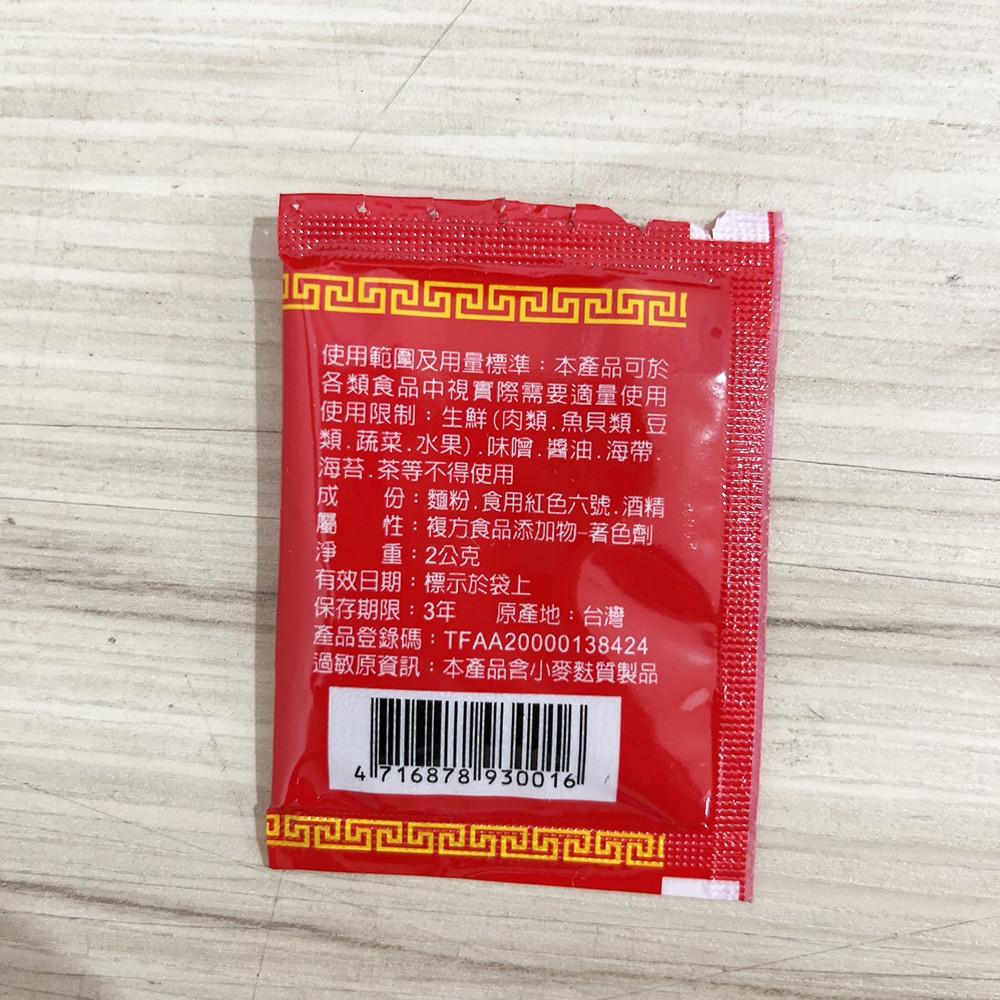 使用範圍及用量標準：本產品可於
各類食品中視實際需要適量使用
使用限制：生鮮(肉類.魚貝類.豆
類.蔬菜.水果).味噌.醬油.海帶.
海苔.茶等不得使用
成　　份：麵粉.食用紅色六號.酒精
屬　　性：複方食品添加物-著色劑
淨　　重：2公克
有效日期：標示於袋上
保存期限：3年　原產地：台灣
產品登錄碼：TFAA20000138424
過敏原資訊：本產品含小麥麩質製品
4 716878 930016